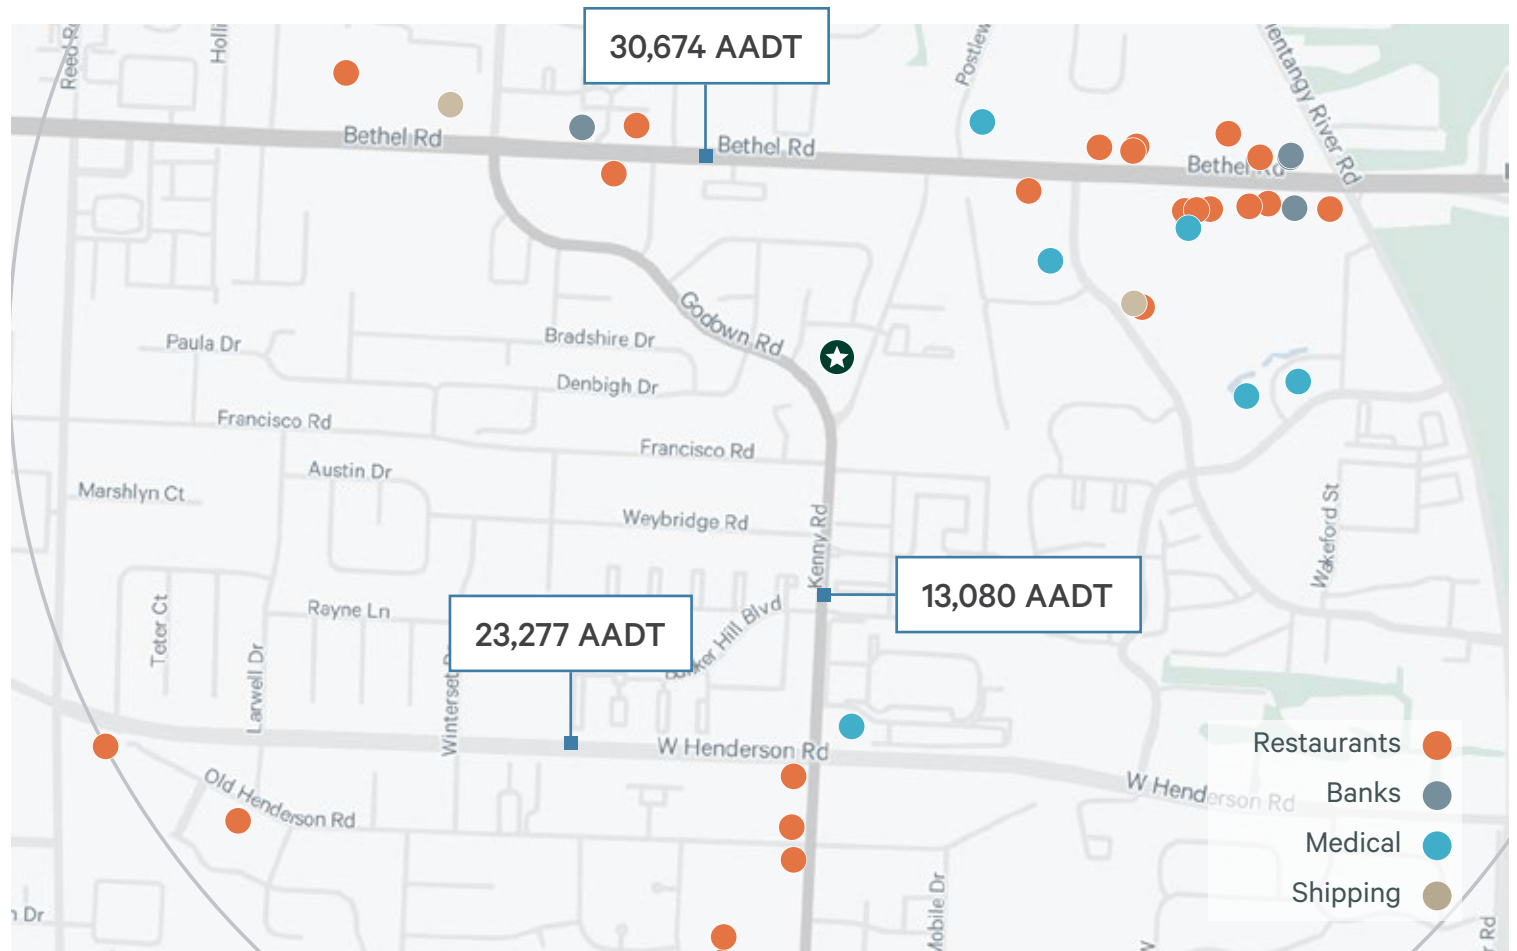 30,674 AADT
Bethel Rd
Bethel Rd
Bethel Rd
Godown Rd
Paula Dr
Bradshire Dr
Denbigh Dr
Francisco Rd
Francisco Rd
Austin Dr
Marshlyn Ct
Weybridge Rd
Kenny Rd
Wakeford St
13,080 AADT
Rayne Ln
23,277 AADT
Hill Blvd
Teter Ct
Larwell Dr
Winterset
W Henderson Rd
W Henderson Rd
Old Henderson Rd
Mobile Dr
River Rd
Restaurants
Banks
Medical
Shipping